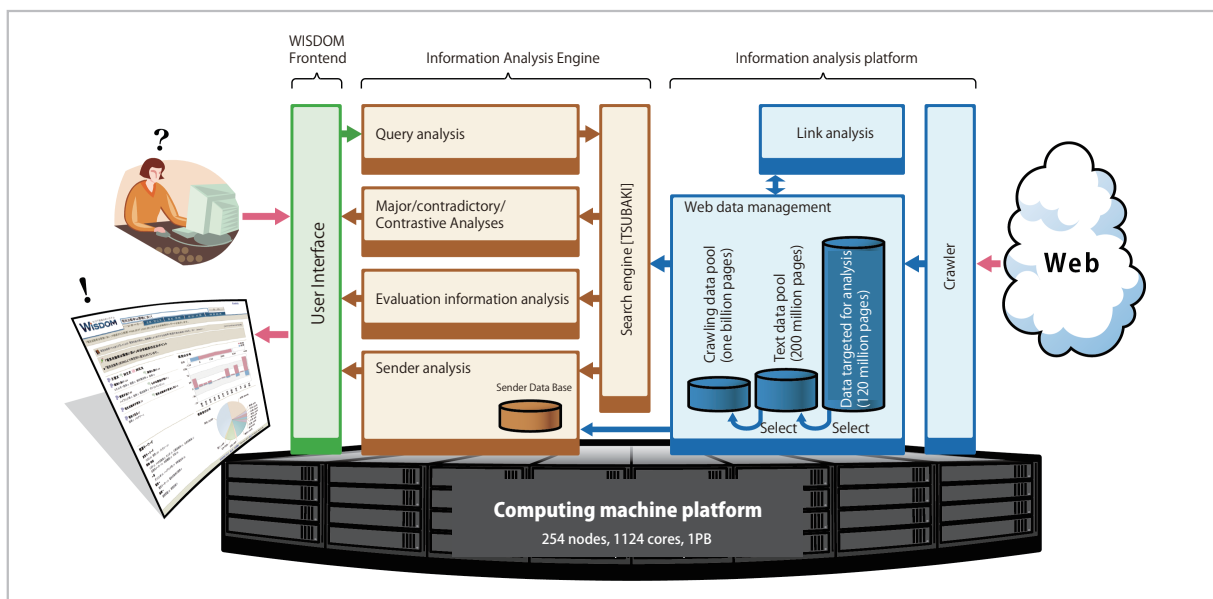 WISDOM
Frontend
Information Analysis Engine
Information analysis platform
?
User Interface
Query analysis
Major/contradictory/
Contrastive Analyses
Evaluation information analysis
Sender analysis
Sender Data Base
Search engine [TSUBAKI]
Link analysis
Web data management
Crawling data pool
(one billion pages)
Text data pool
(200 million pages)
Data targeted for analysis
(120 million pages)
Select
Select
Crawler
Web
!
WISDOM
Computing machine platform
254 nodes, 1124 cores, 1PB